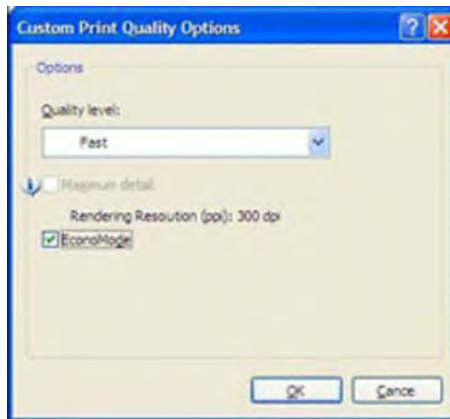 Custom Print Quality Options
Options
Quality level:
Fast
Maximum detail
Rendering Resoution (ppi): 300 dpi
EconoMode
OK
Cance